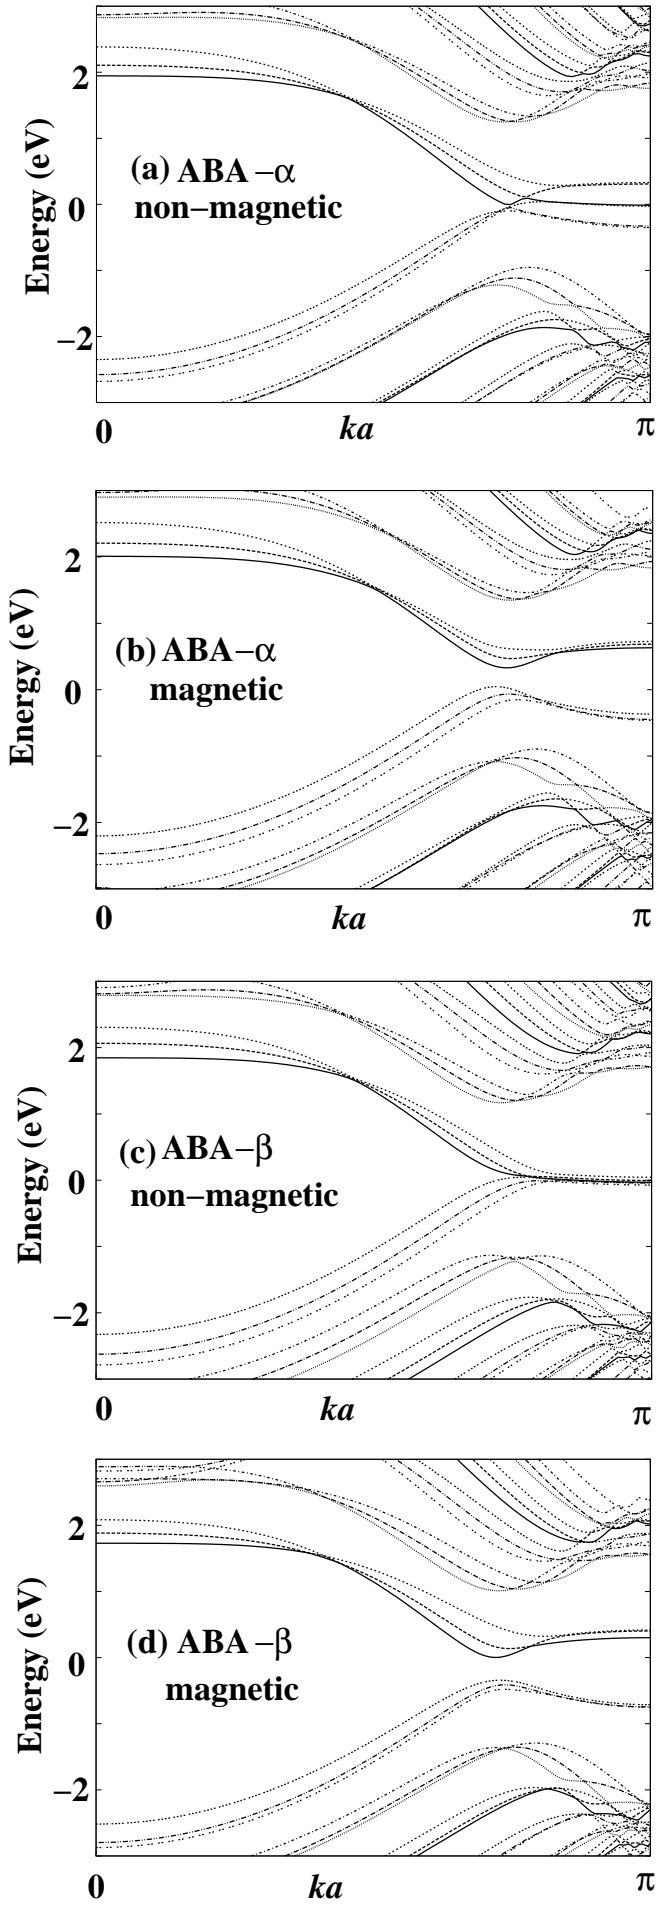 2
0
−2
Energy (eV)
(a) ABA −α
non−magnetic
0
ka
π
2
0
−2
Energy (eV)
(b) ABA−α
magnetic
0
ka
π
2
0
−2
Energy (eV)
(c) ABA−β
non−magnetic
0
ka
π
2
0
−2
Energy (eV)
(d) ABA −β
magnetic
0
ka
π